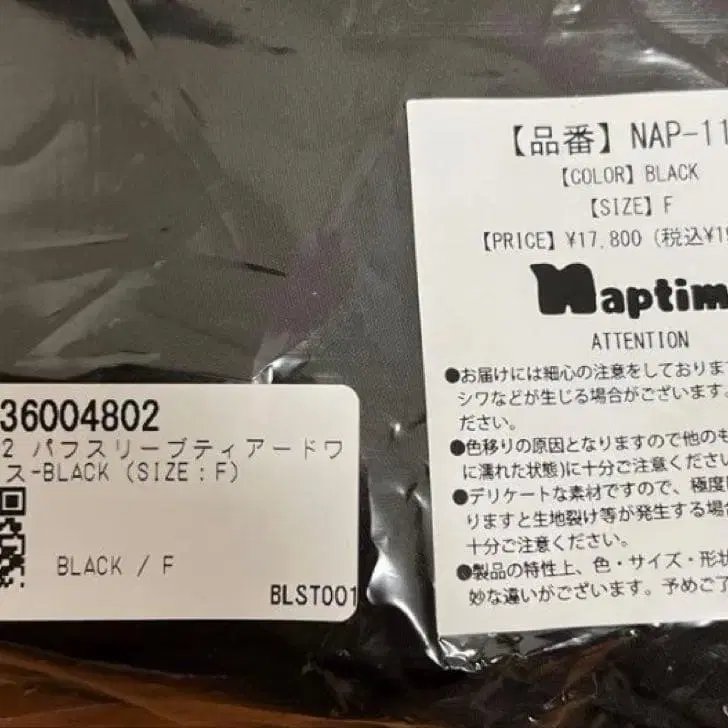 【品番】NAP-11
【COLOR】BLACK
【SIZE】F
【PRICE】¥17,800 (税込¥19
Naptim
ATTENTION
●お届けには細心の注意をしておりま
シワなどが生じる場合がございます。
ださい。
●色移りの原因となりますので他のも
に濡れた状態)に十分ご注意ください
●デリケートな素材ですので、極度
りますと生地裂け等が発生する場合
十分ご注意ください。
●製品の特性上、色・サイズ・形状
妙な違いがございます。予めご了
36004802
2 パフスリーブティアードワ
ス-BLACK (SIZE:F)
BLACK / F
BLST001